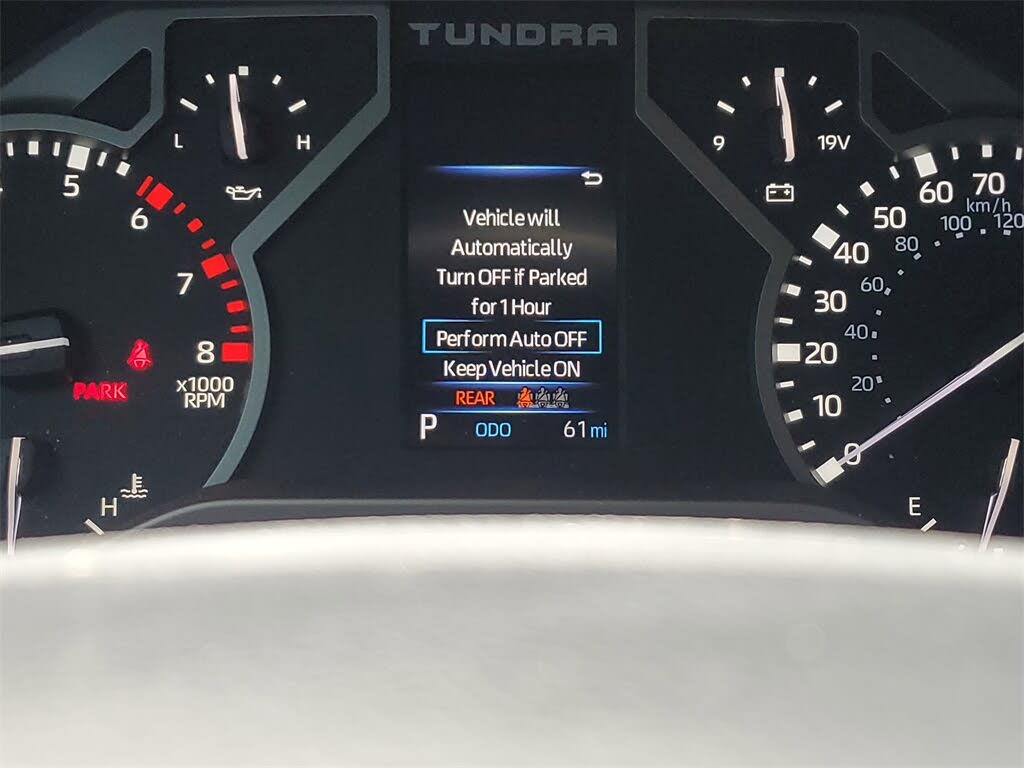 TUNDRA
L
H
9
19V
5
6
7
8
x1000
RPM
PARK
H
Vehicle will
Automatically
Turn OFF if Parked
for 1 Hour
Perform Auto OFF
Keep Vehicle ON
REAR
P ODO 61 mi
70
60
50
40
30
20
10
0
km/h
120
100
80
60
40
20
E